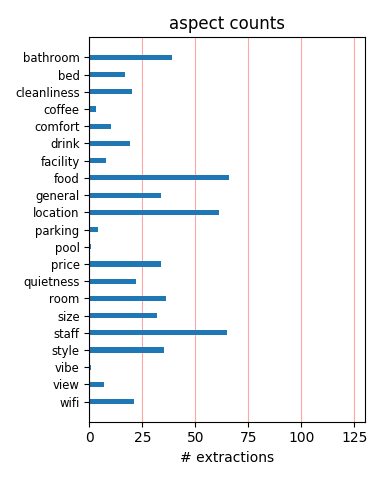 aspect counts
bathroom
bed
cleanliness
coffee
comfort
drink
facility
food
general
location
parking
pool
price
quietness
room
size
staff
style
vibe
view
wifi
0 25 50 75 100 125
# extractions